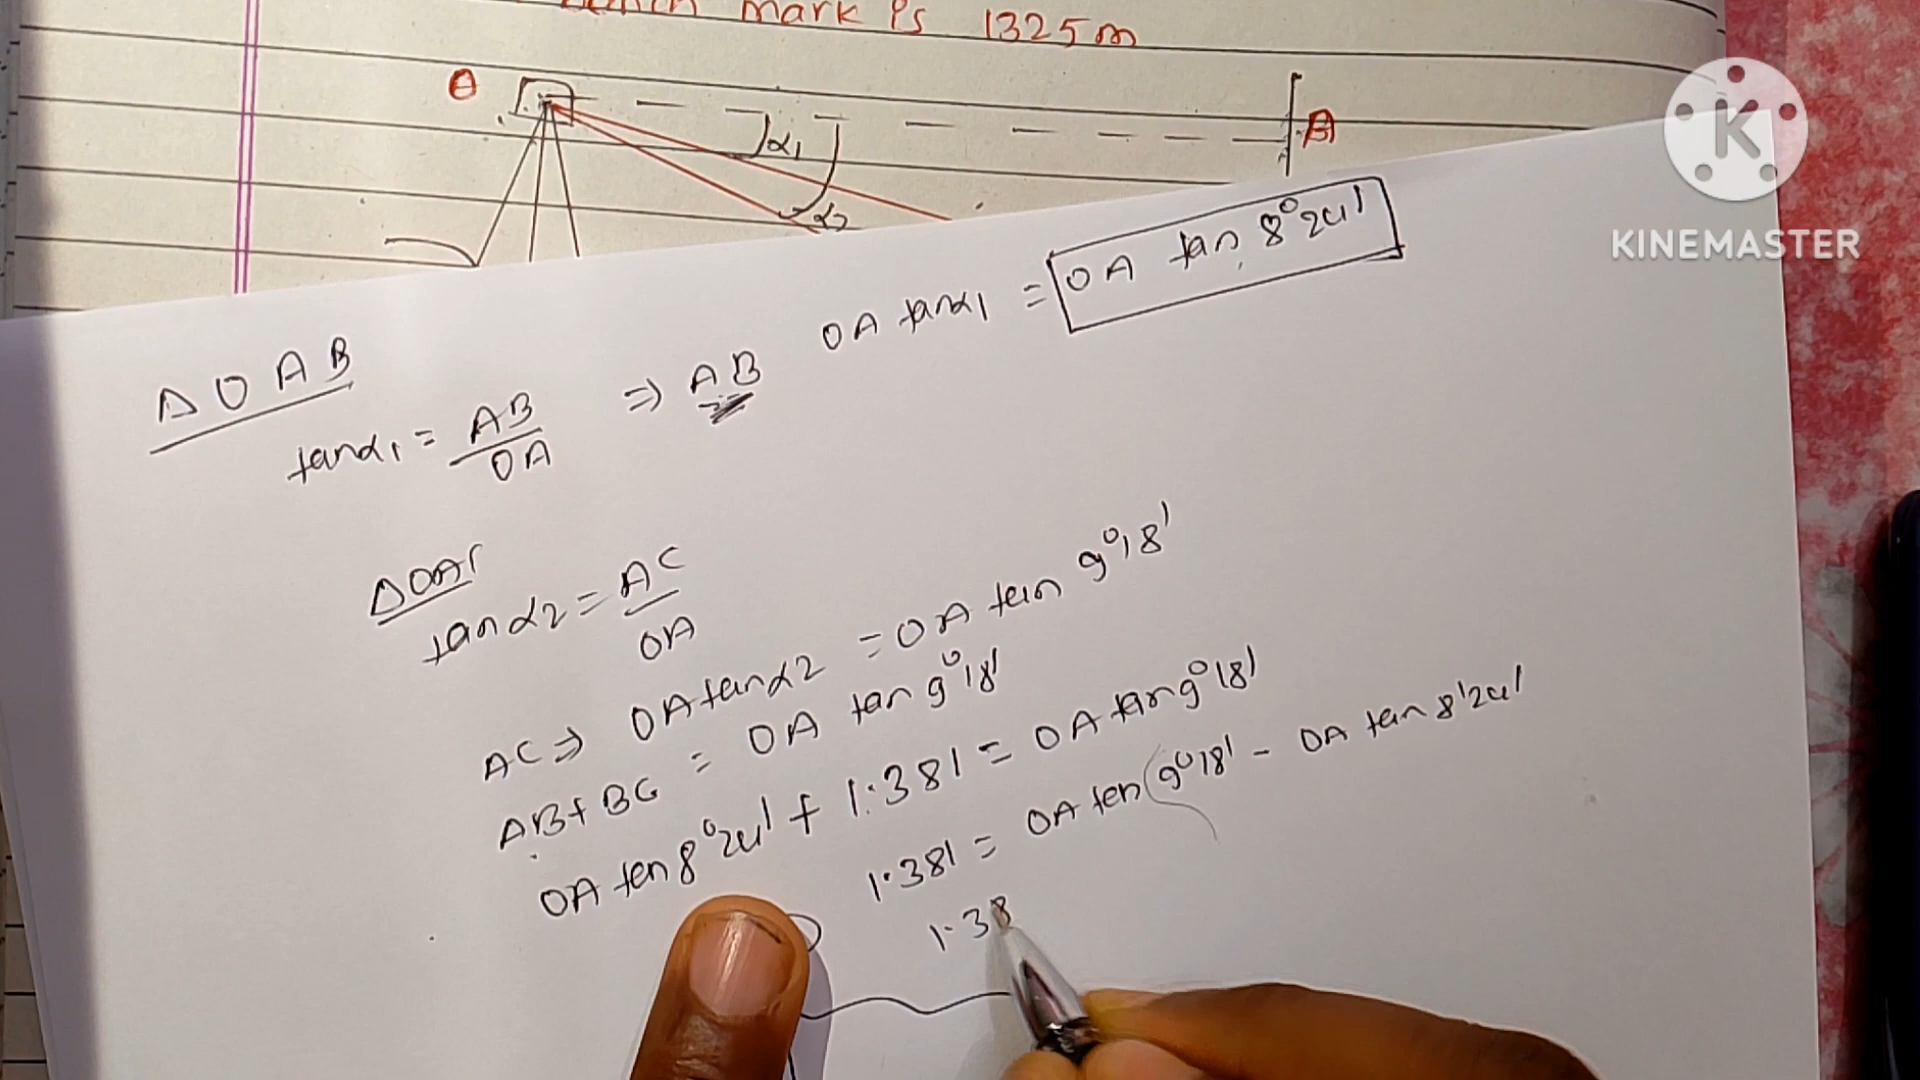 mark is 1325m
A
α1
α2
KINEMASTER
OA tanα1 = OA tan 8°24'
△OAB
tanα1 = AB/OA ⇒ AB
△OAC
tanα2 = AC/OA
AC ⇒ OA tanα2 = OA tan 9°18'
AB + BC = OA tan 9°18'
OA tan 8°24' + 1.381 = OA tan 9°18'
1.381 = OA tan 9°18' - OA tan 8'24'
1.38